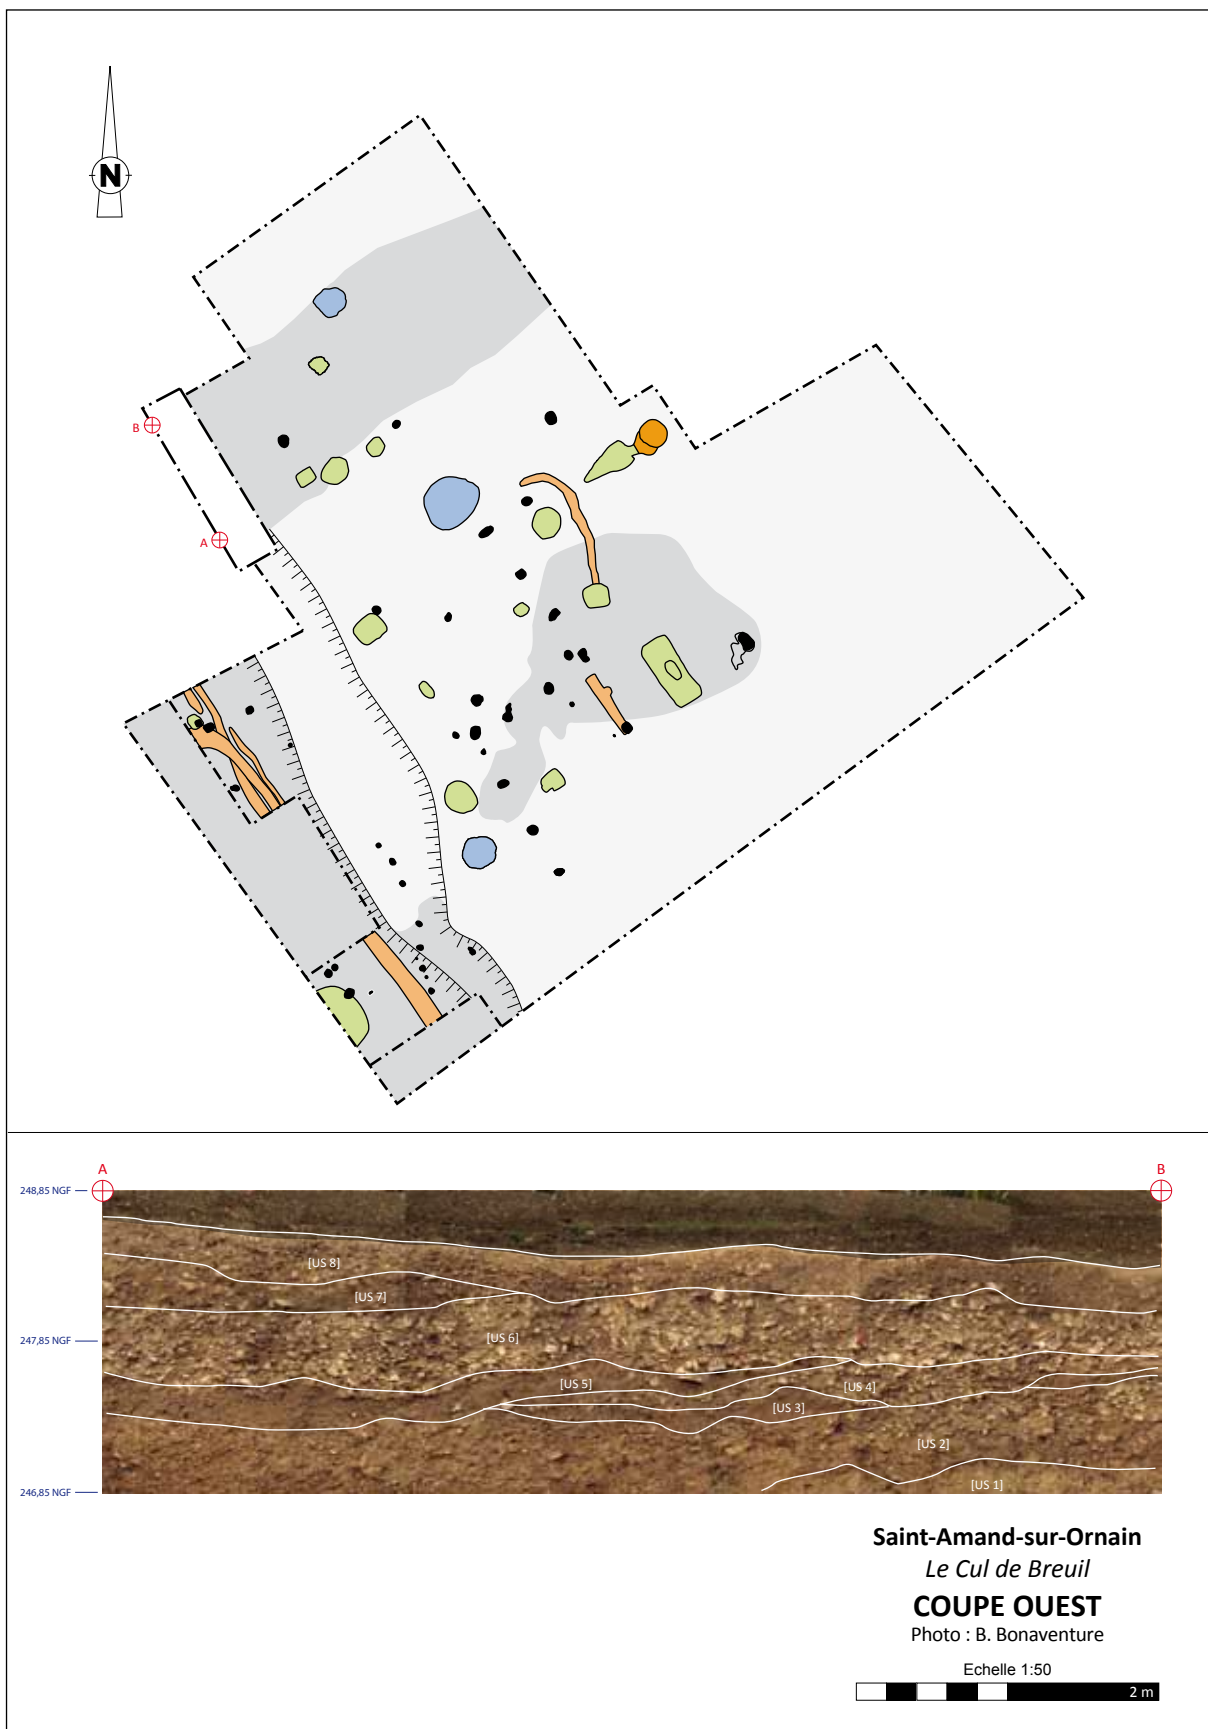 N
B
A
A
B
248,85 NGF
[US 8]
[US 7]
247,85 NGF
[US 6]
[US 5]
[US 4]
[US 3]
[US 2]
[US 1]
246,85 NGF
Saint-Amand-sur-Ornain
Le Cul de Breuil
COUPE OUEST
Photo : B. Bonaventure
Echelle 1:50
2 m